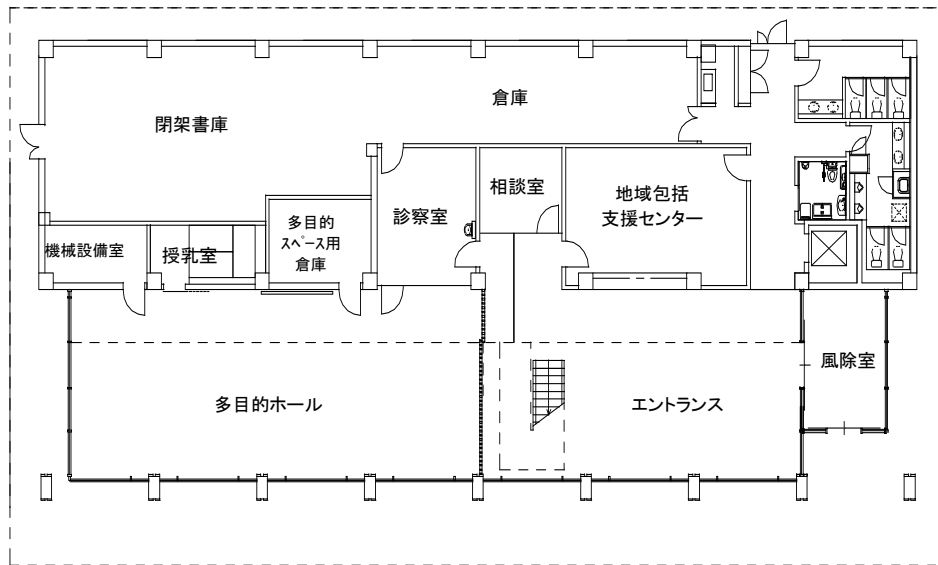 倉庫
閉架書庫
相談室
地域包括
支援センター
診察室
多目的
スペース用
倉庫
機械設備室
授乳室
風除室
多目的ホール
エントランス